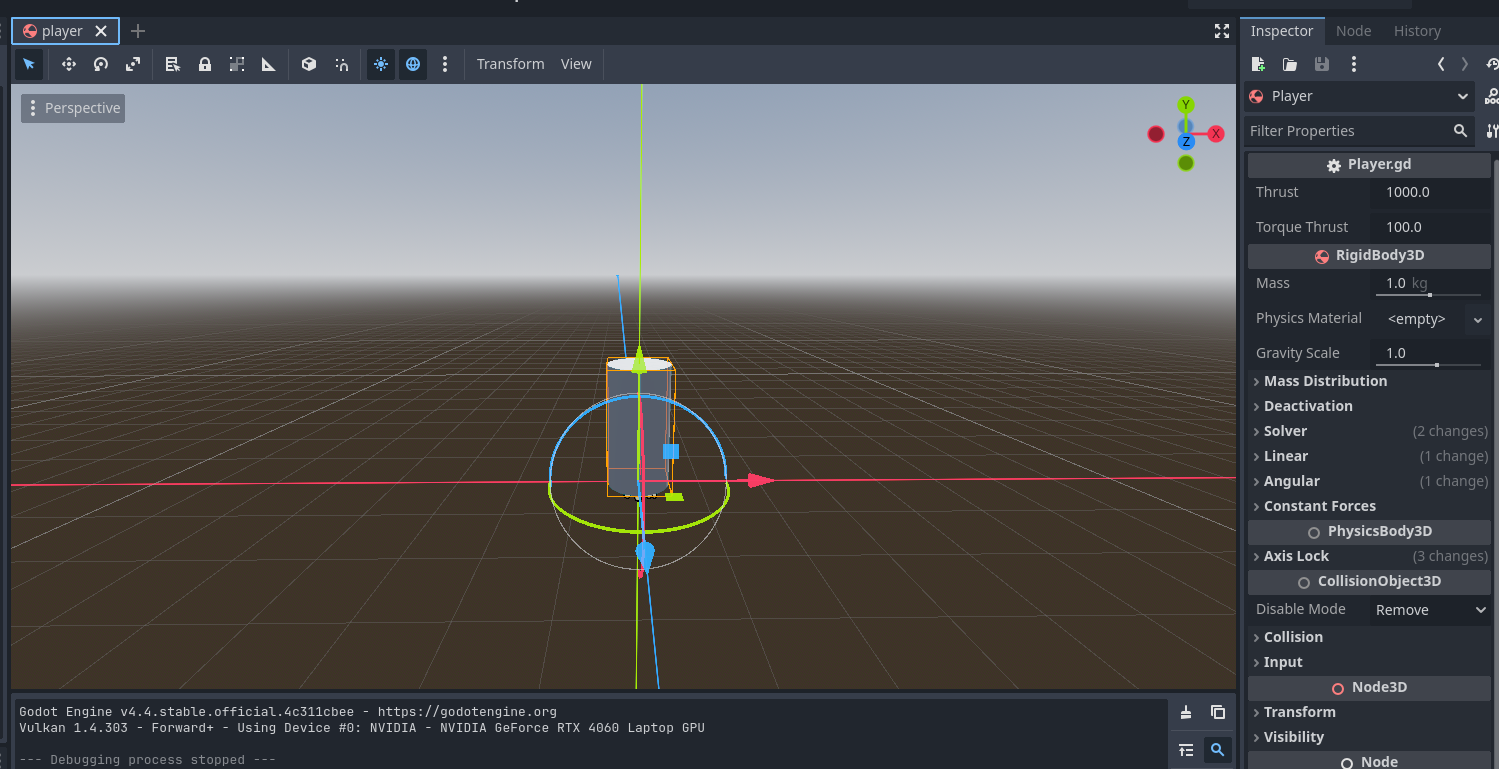 player
Transform View
Perspective
Y
X
Z
Godot Engine v4.4.stable.official.4c311cbee - https://godotengine.org
Vulkan 1.4.303 - Forward+ - Using Device #0: NVIDIA - NVIDIA GeForce RTX 4060 Laptop GPU
--- Debugging process stopped ---
Inspector Node History
Player
Filter Properties
Player.gd
Thrust 1000.0
Torque Thrust 100.0
RigidBody3D
Mass 1.0 kg
Physics Material <empty>
Gravity Scale 1.0
Mass Distribution
Deactivation
Solver (2 changes)
Linear (1 change)
Angular (1 change)
Constant Forces
PhysicsBody3D
Axis Lock (3 changes)
CollisionObject3D
Disable Mode Remove
Collision
Input
Node3D
Transform
Visibility
Node